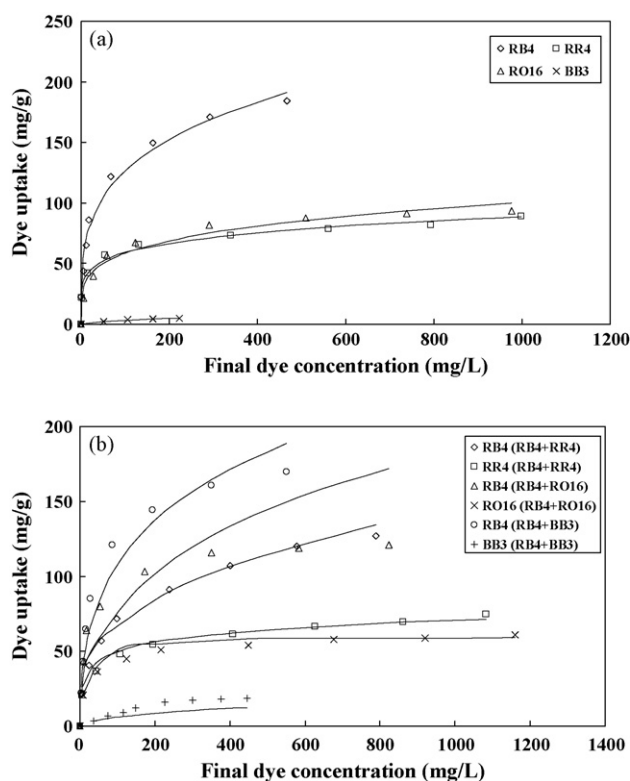 (a)
RB4 RR4
RO16 BB3
Dye uptake (mg/g)
250
200
150
100
50
0
0 200 400 600 800 1000 1200
Final dye concentration (mg/L)
(b)
RB4 (RB4+RR4)
RR4 (RB4+RR4)
RB4 (RB4+RO16)
RO16 (RB4+RO16)
RB4 (RB4+BB3)
BB3 (RB4+BB3)
Dye uptake (mg/g)
200
150
100
50
0
0 200 400 600 800 1000 1200 1400
Final dye concentration (mg/L)